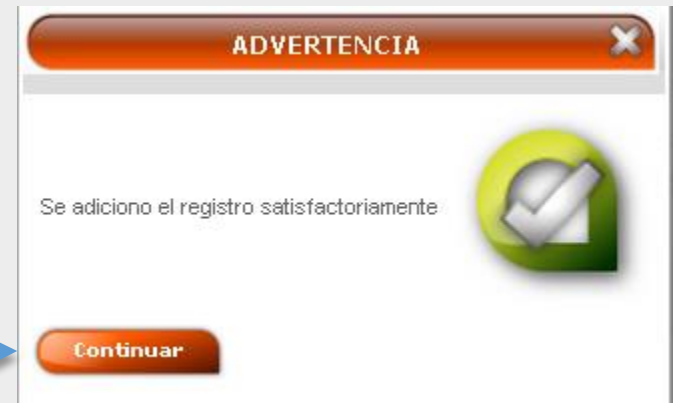 ADVERTENCIA
Se adiciono el registro satisfactoriamente
Continuar